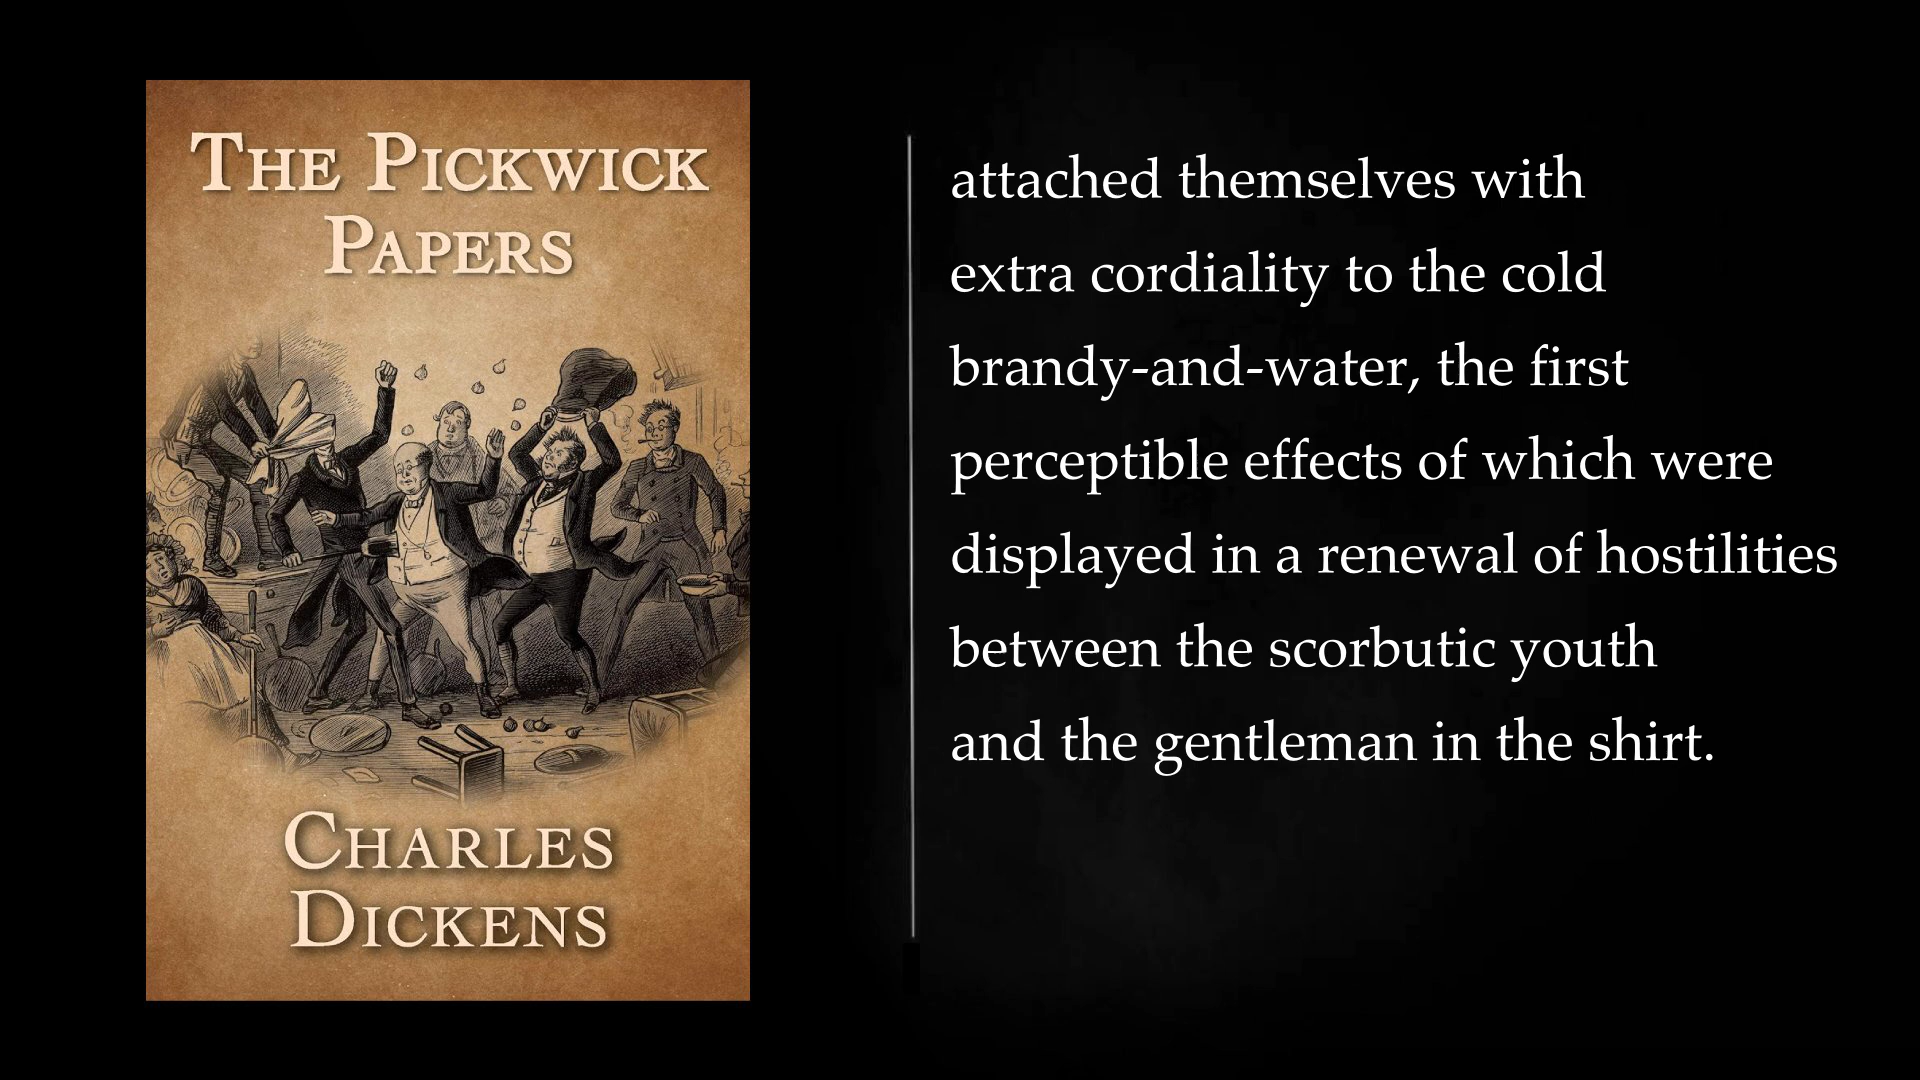 The Pickwick
Papers
Charles
Dickens
attached themselves with
extra cordiality to the cold
brandy-and-water, the first
perceptible effects of which were
displayed in a renewal of hostilities
between the scorbutic youth
and the gentleman in the shirt.